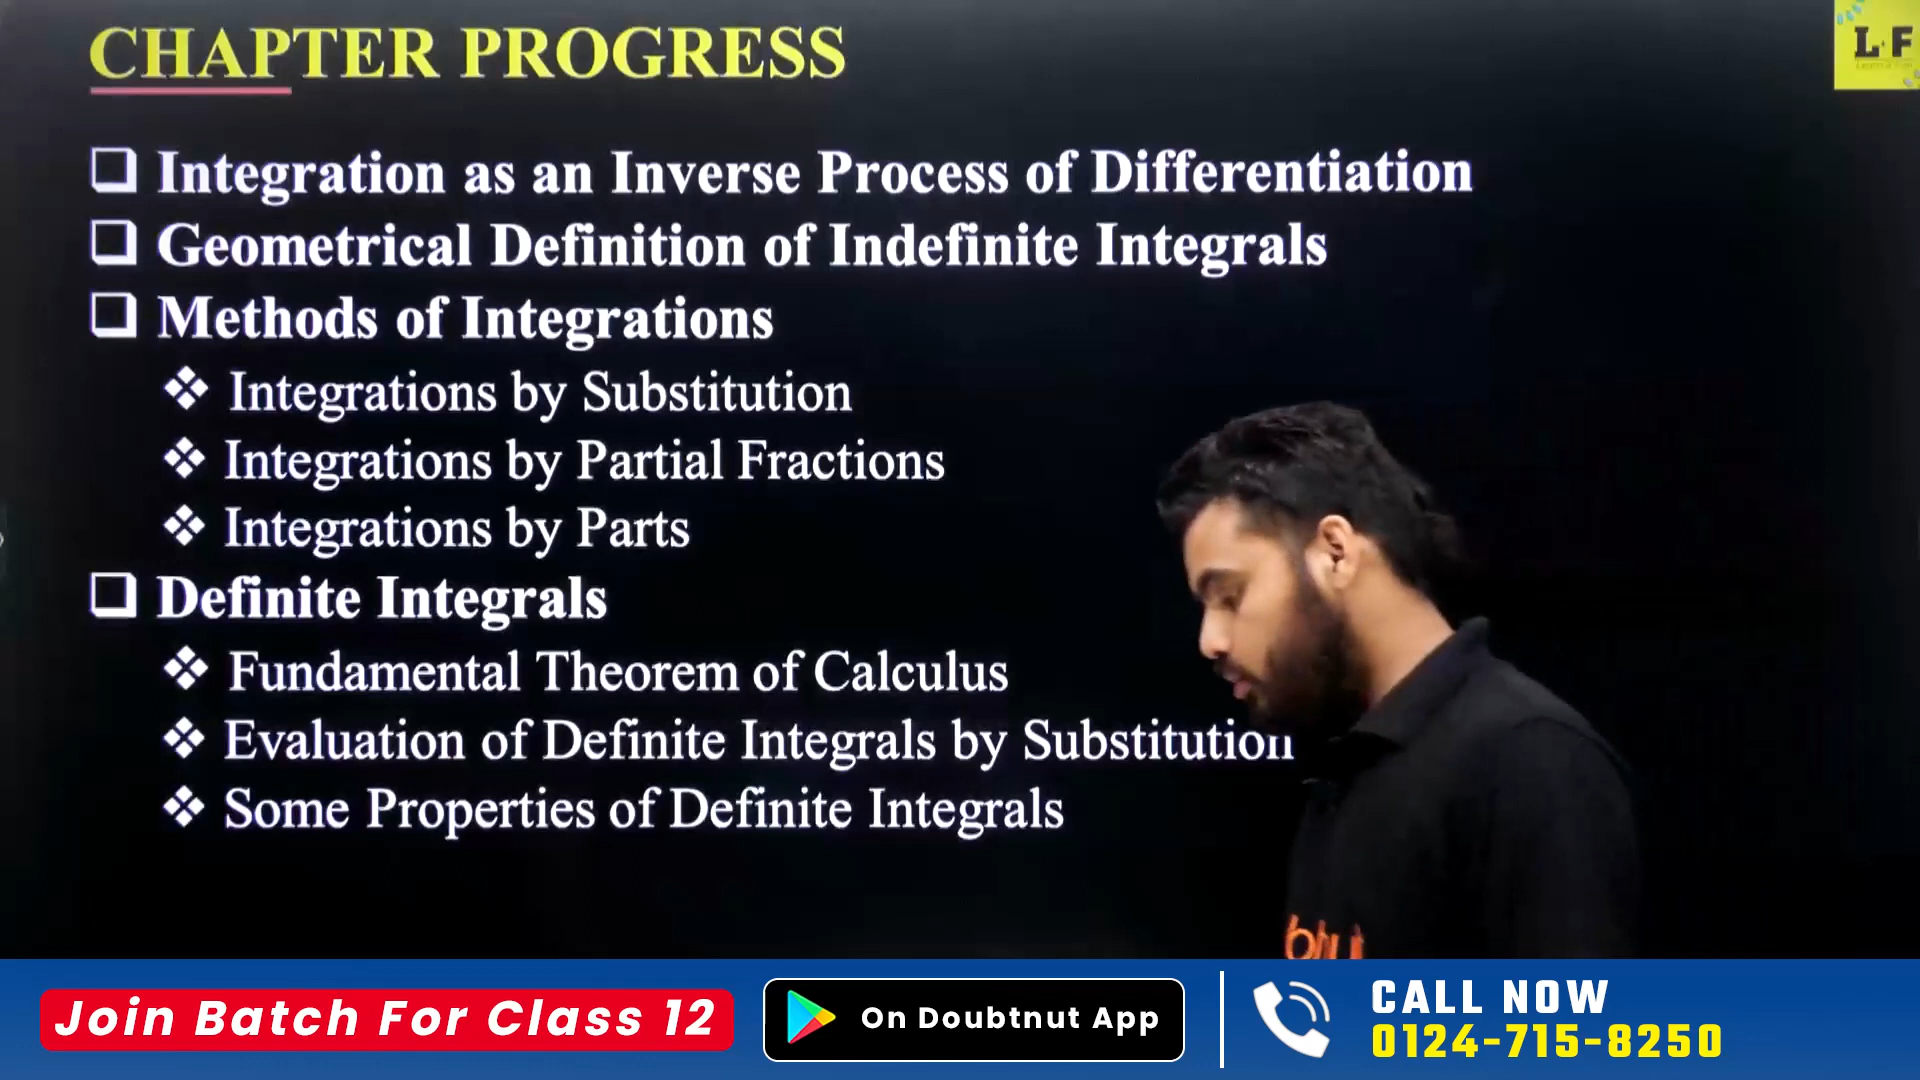 CHAPTER PROGRESS
L F
Integration as an Inverse Process of Differentiation
Geometrical Definition of Indefinite Integrals
Methods of Integrations
Integrations by Substitution
Integrations by Partial Fractions
Integrations by Parts
Definite Integrals
Fundamental Theorem of Calculus
Evaluation of Definite Integrals by Substitution
Some Properties of Definite Integrals
Join Batch For Class 12
On Doubtnut App
CALL NOW
0124-715-8250